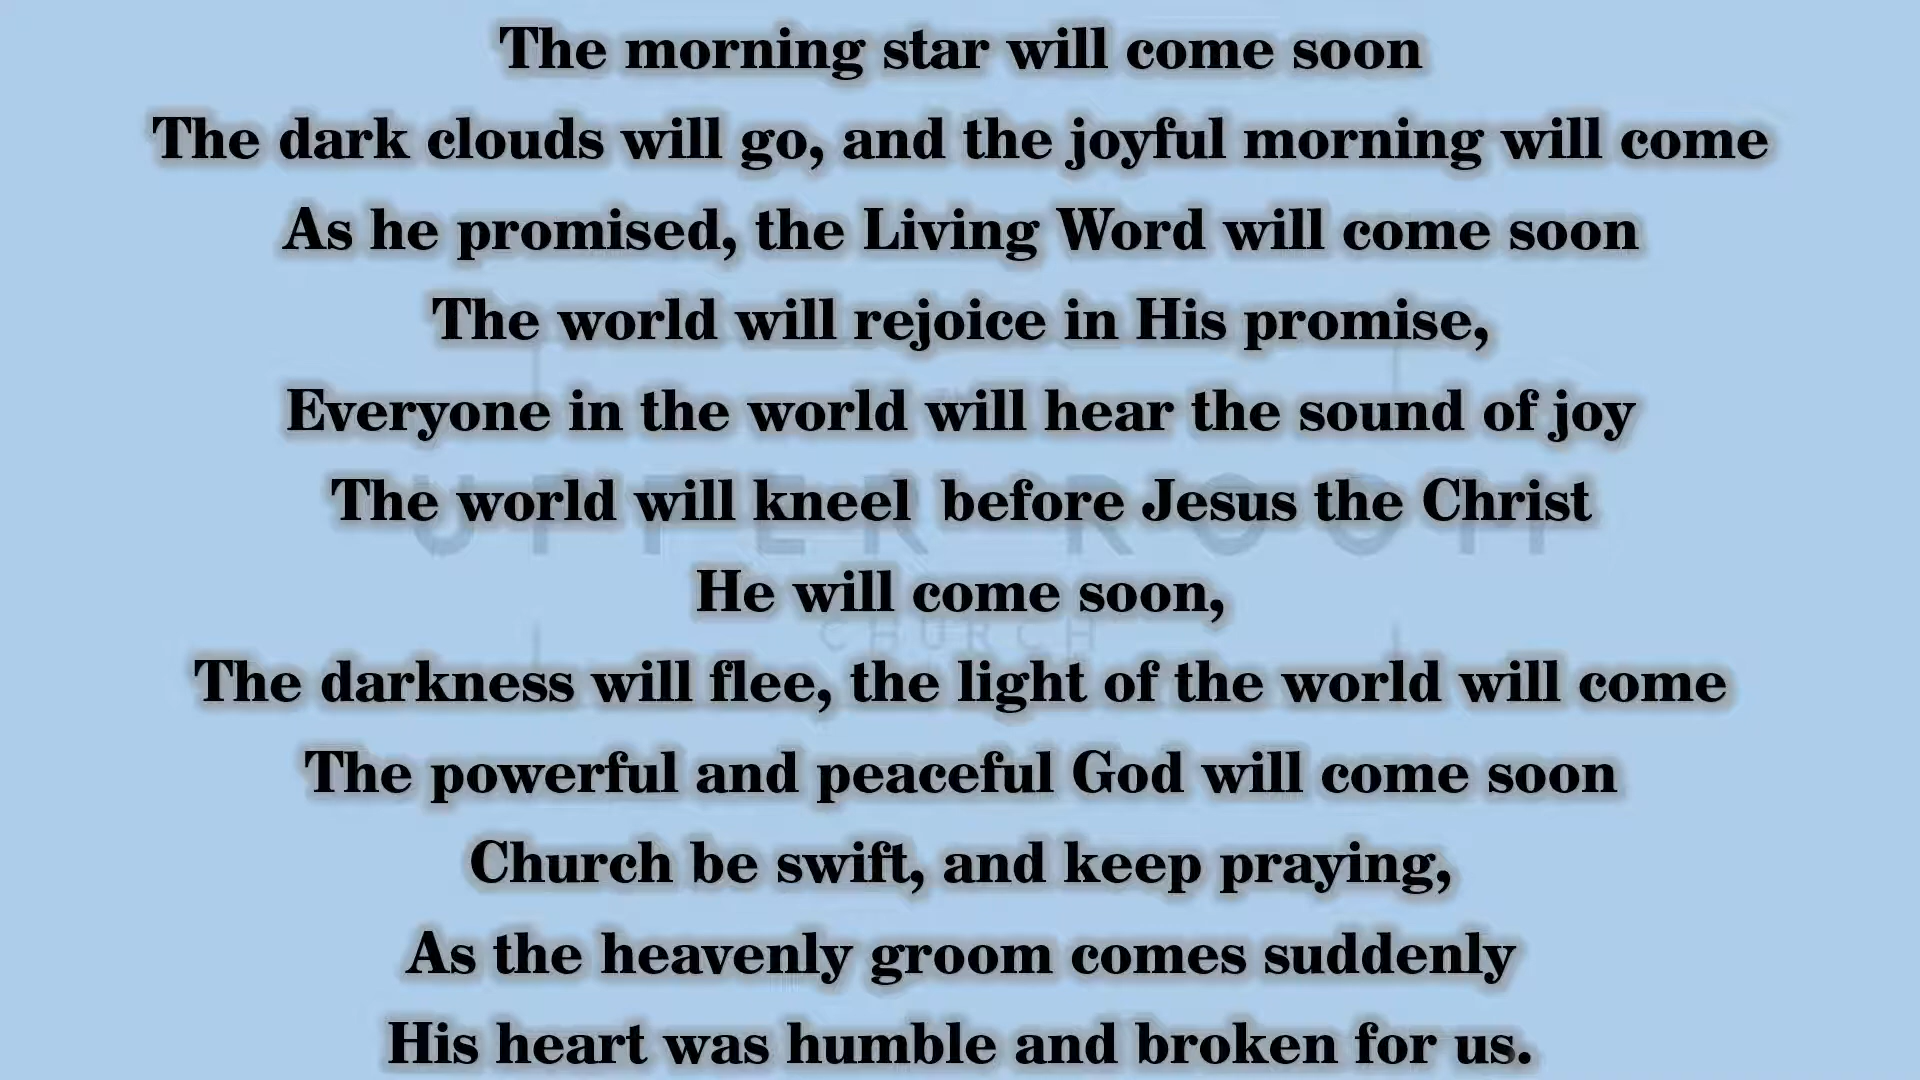 The morning star will come soon
The dark clouds will go, and the joyful morning will come
As he promised, the Living Word will come soon
The world will rejoice in His promise,
Everyone in the world will hear the sound of joy
The world will kneel  before Jesus the Christ
UPPER ROOM
He will come soon,
CHURCH
The darkness will flee, the light of the world will come
The powerful and peaceful God will come soon
Church be swift, and keep praying,
As the heavenly groom comes suddenly
His heart was humble and broken for us.